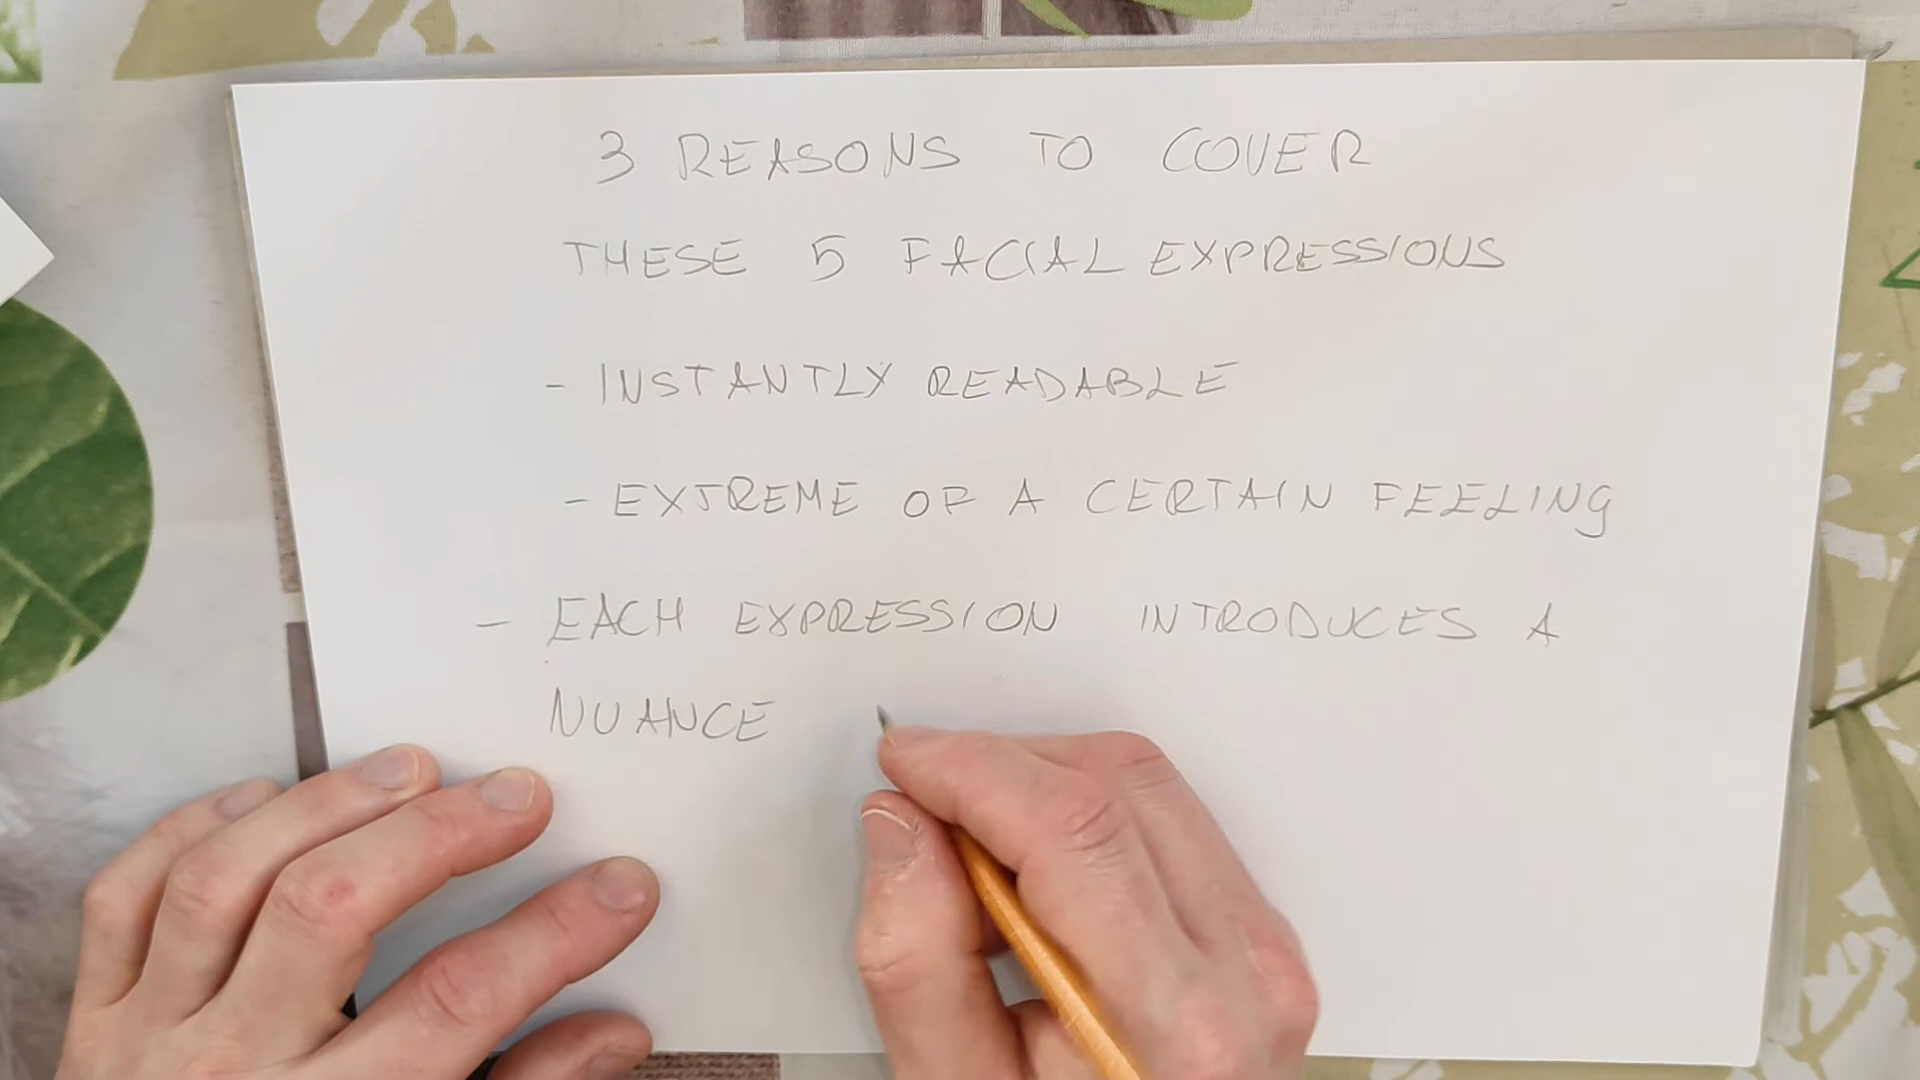 3 REASONS TO COVER
THESE 5 FACIAL EXPRESSIONS
- INSTANTLY READABLE
- EXTREME OF A CERTAIN FEELING
- EACH EXPRESSION INTRODUCES A
NUANCE